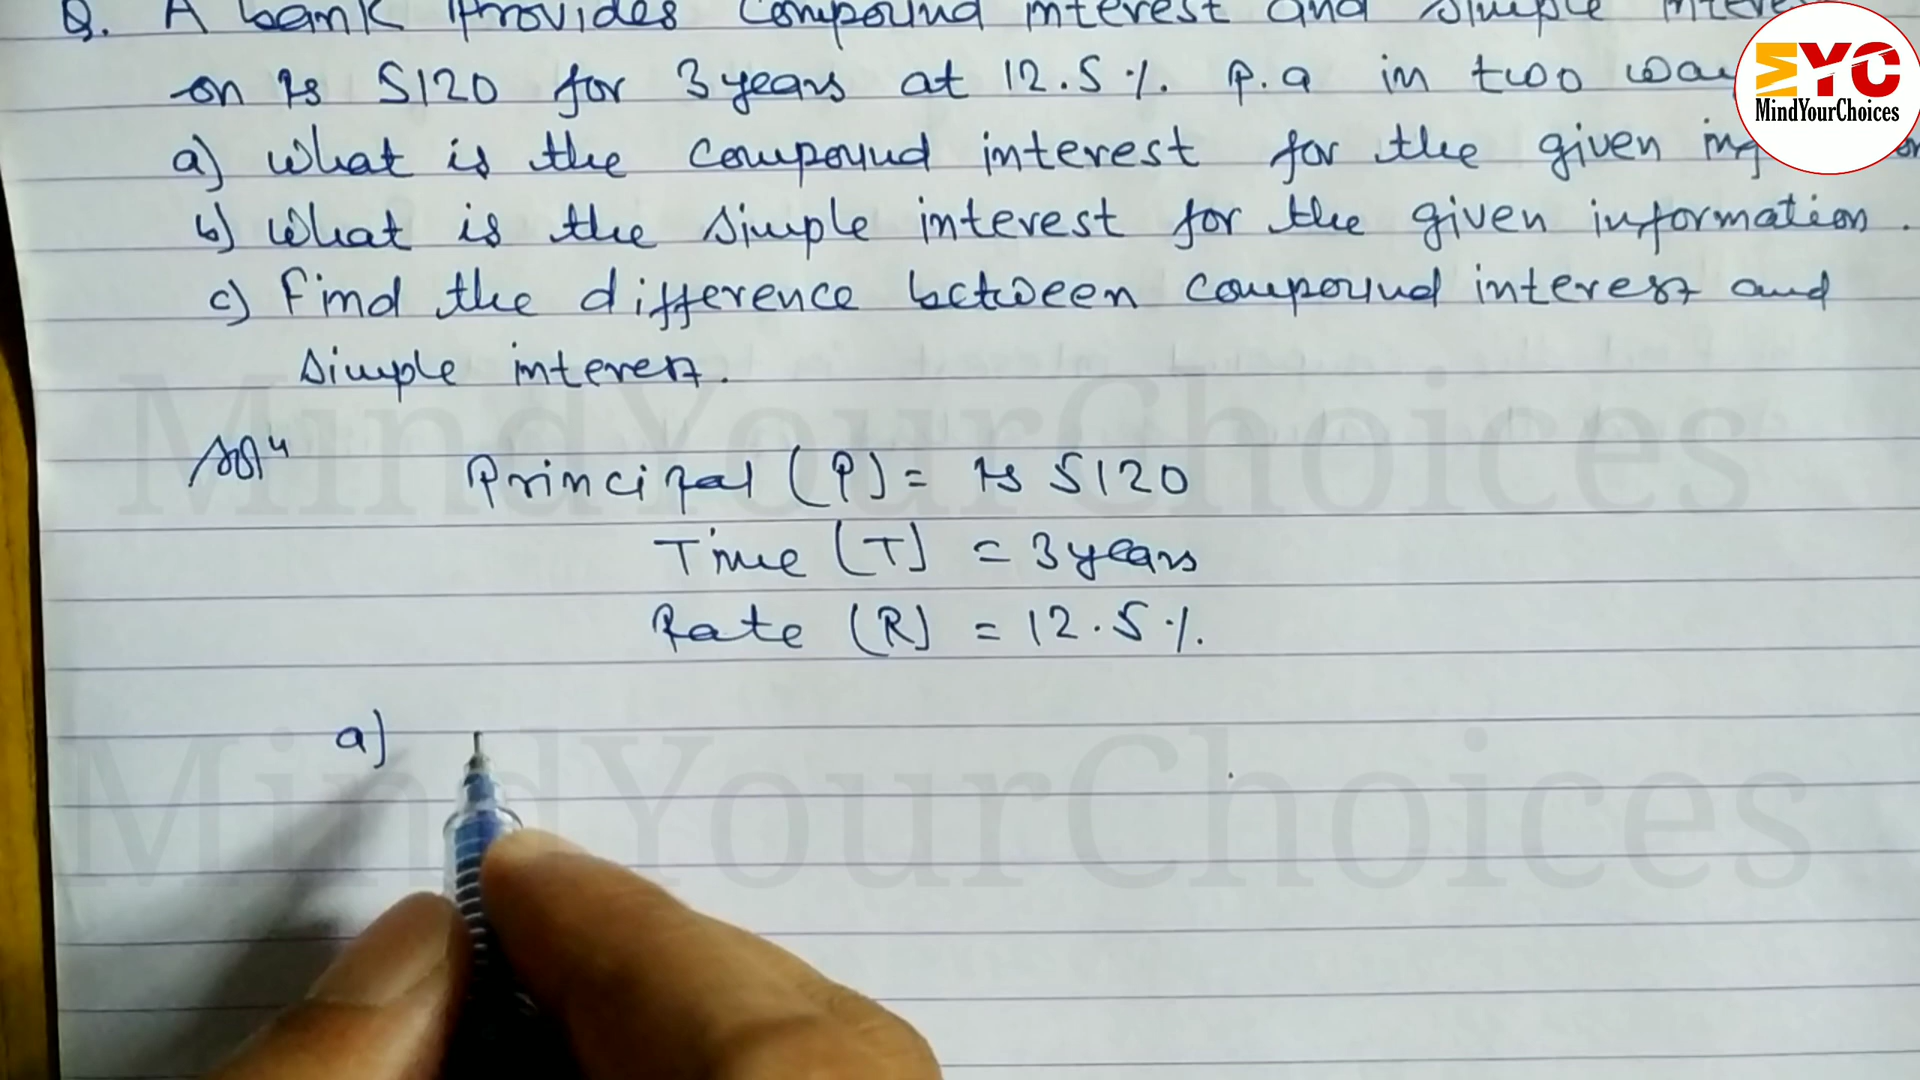 Q. A bank provides compound interest and simple
on Rs 5120 for 3 years at 12.5 %. p.a in two
a) What is the compound interest for the given
b) What is the simple interest for the given information.
c) Find the difference between compound interest and
simple interest.
Solⁿ Principal (P) = Rs 5120
Time (T) = 3 years
Rate (R) = 12.5 %.
a)
MYC
MindYourChoices
MindYourChoices
MindYourChoices